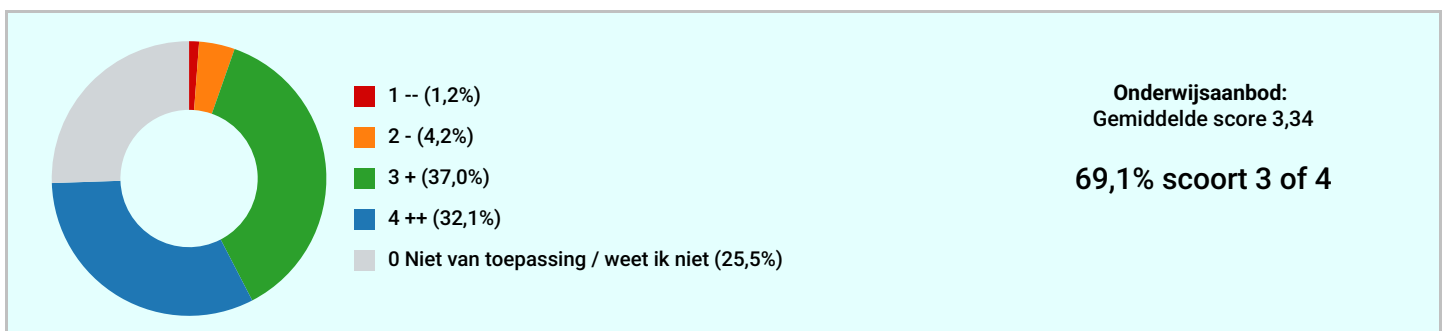 1 -- (1,2%)
2 - (4,2%)
3 + (37,0%)
4 ++ (32,1%)
0 Niet van toepassing / weet ik niet (25,5%)
Onderwijsaanbod:
Gemiddelde score 3,34
69,1% scoort 3 of 4